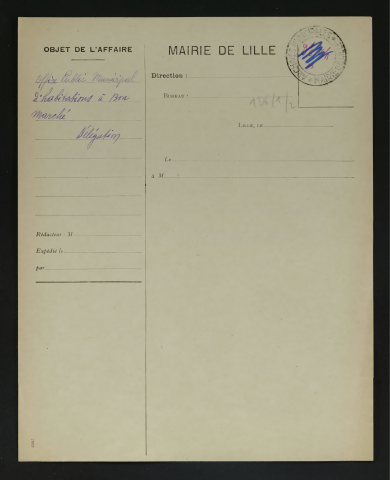 OBJET DE L'AFFAIRE
Office Public Municipal
d'habitations à Bon
Marché
Délégation
Rédacteur : M
Expédié le
par
MAIRIE DE LILLE
Direction :
Bureau :
Lille, le
Le
à M